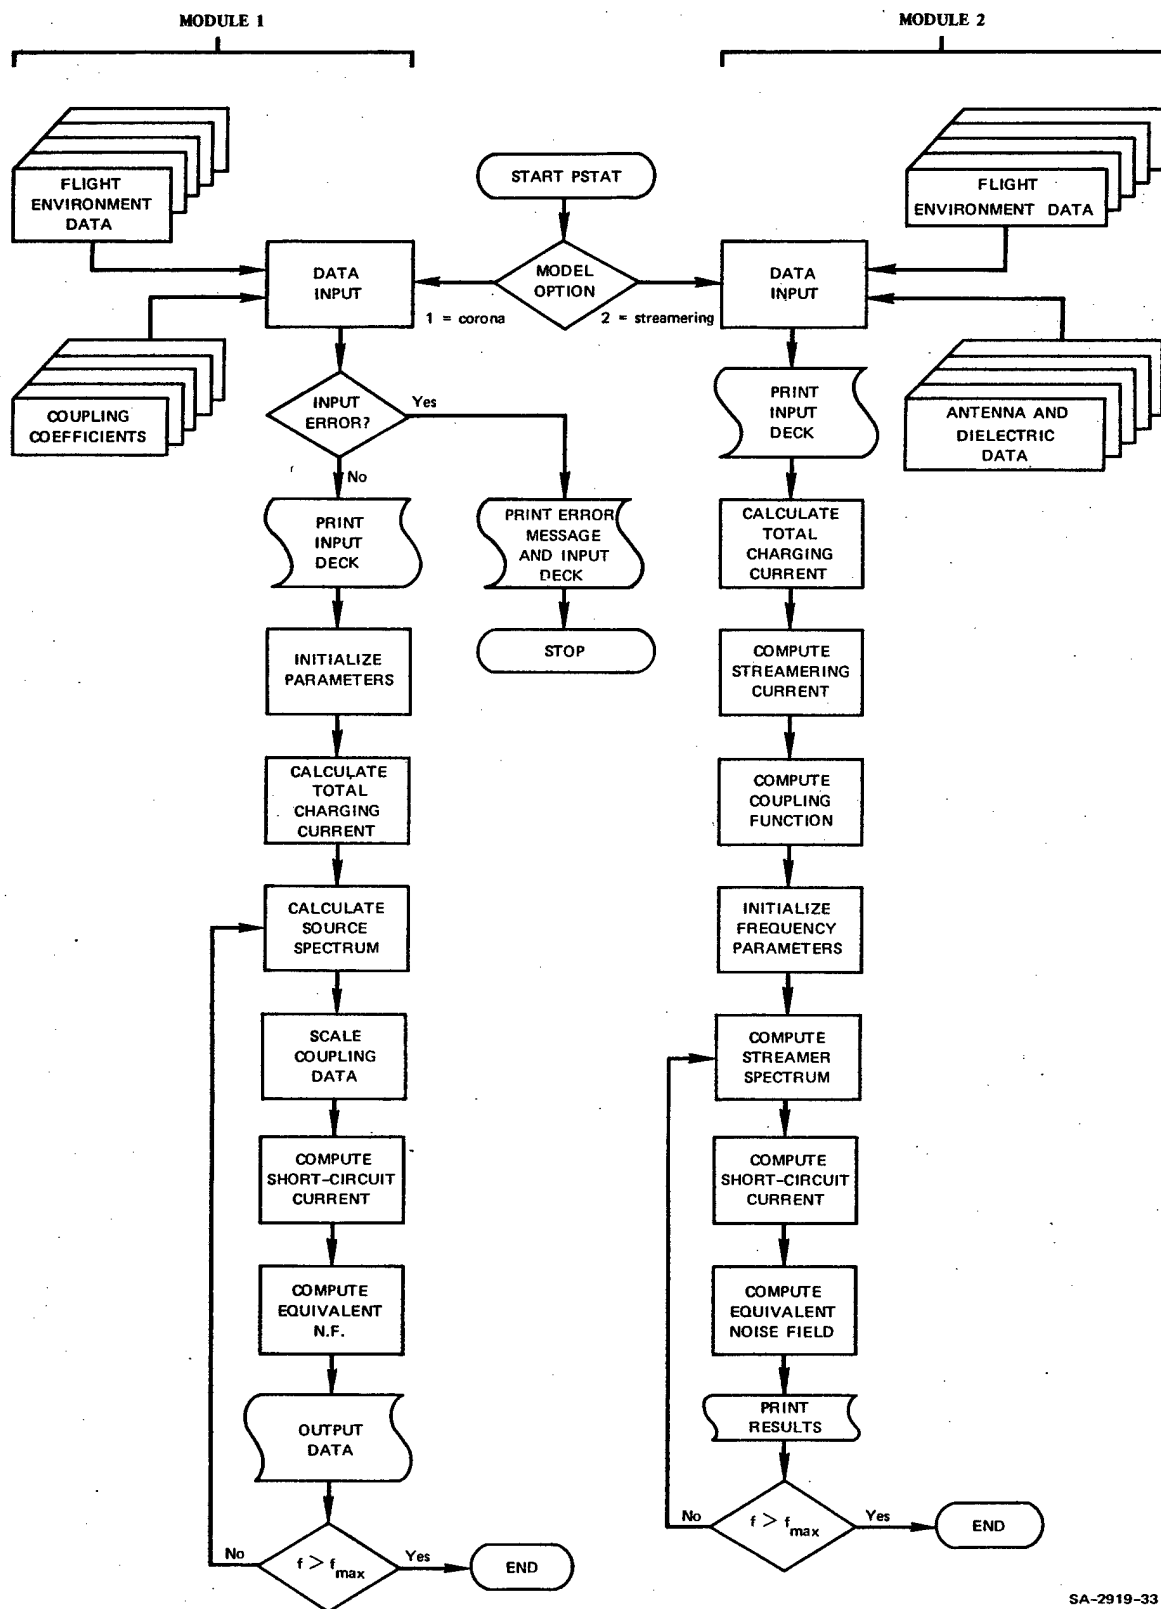 MODULE 1
MODULE 2
FLIGHT
ENVIRONMENT
DATA
START PSTAT
FLIGHT
ENVIRONMENT DATA
DATA
INPUT
MODEL
OPTION
DATA
INPUT
1 = corona
2 = streamering
COUPLING
COEFFICIENTS
INPUT
ERROR?
Yes
No
PRINT
INPUT
DECK
ANTENNA AND
DIELECTRIC
DATA
PRINT
INPUT
DECK
PRINT ERROR
MESSAGE
AND INPUT
DECK
STOP
CALCULATE
TOTAL
CHARGING
CURRENT
INITIALIZE
PARAMETERS
COMPUTE
STREAMERING
CURRENT
CALCULATE
TOTAL
CHARGING
CURRENT
COMPUTE
COUPLING
FUNCTION
CALCULATE
SOURCE
SPECTRUM
INITIALIZE
FREQUENCY
PARAMETERS
SCALE
COUPLING
DATA
COMPUTE
STREAMER
SPECTRUM
COMPUTE
SHORT-CIRCUIT
CURRENT
COMPUTE
SHORT-CIRCUIT
CURRENT
COMPUTE
EQUIVALENT
N.F.
COMPUTE
EQUIVALENT
NOISE FIELD
OUTPUT
DATA
PRINT
RESULTS
No
f > fmax
Yes
END
No
f > fmax
Yes
END
SA-2919-33